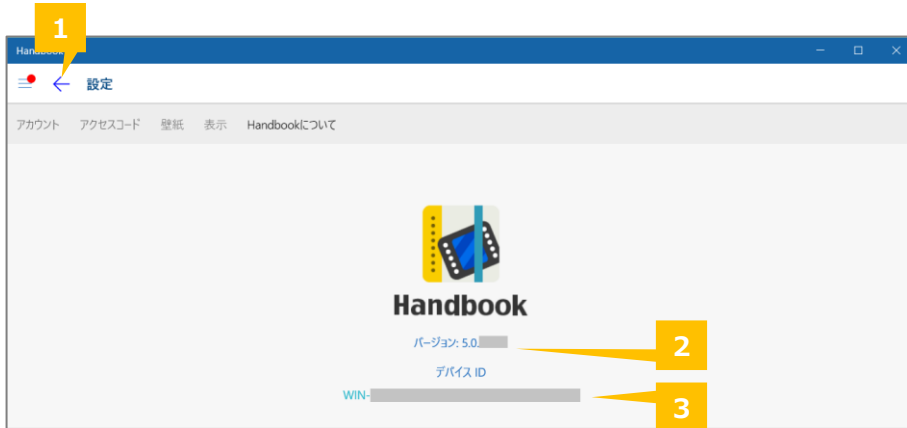 1
Handbook
設定
アカウント アクセスコード 壁紙 表示 Handbookについて
Handbook
バージョン: 5.0.
2
デバイス ID
WIN-
3